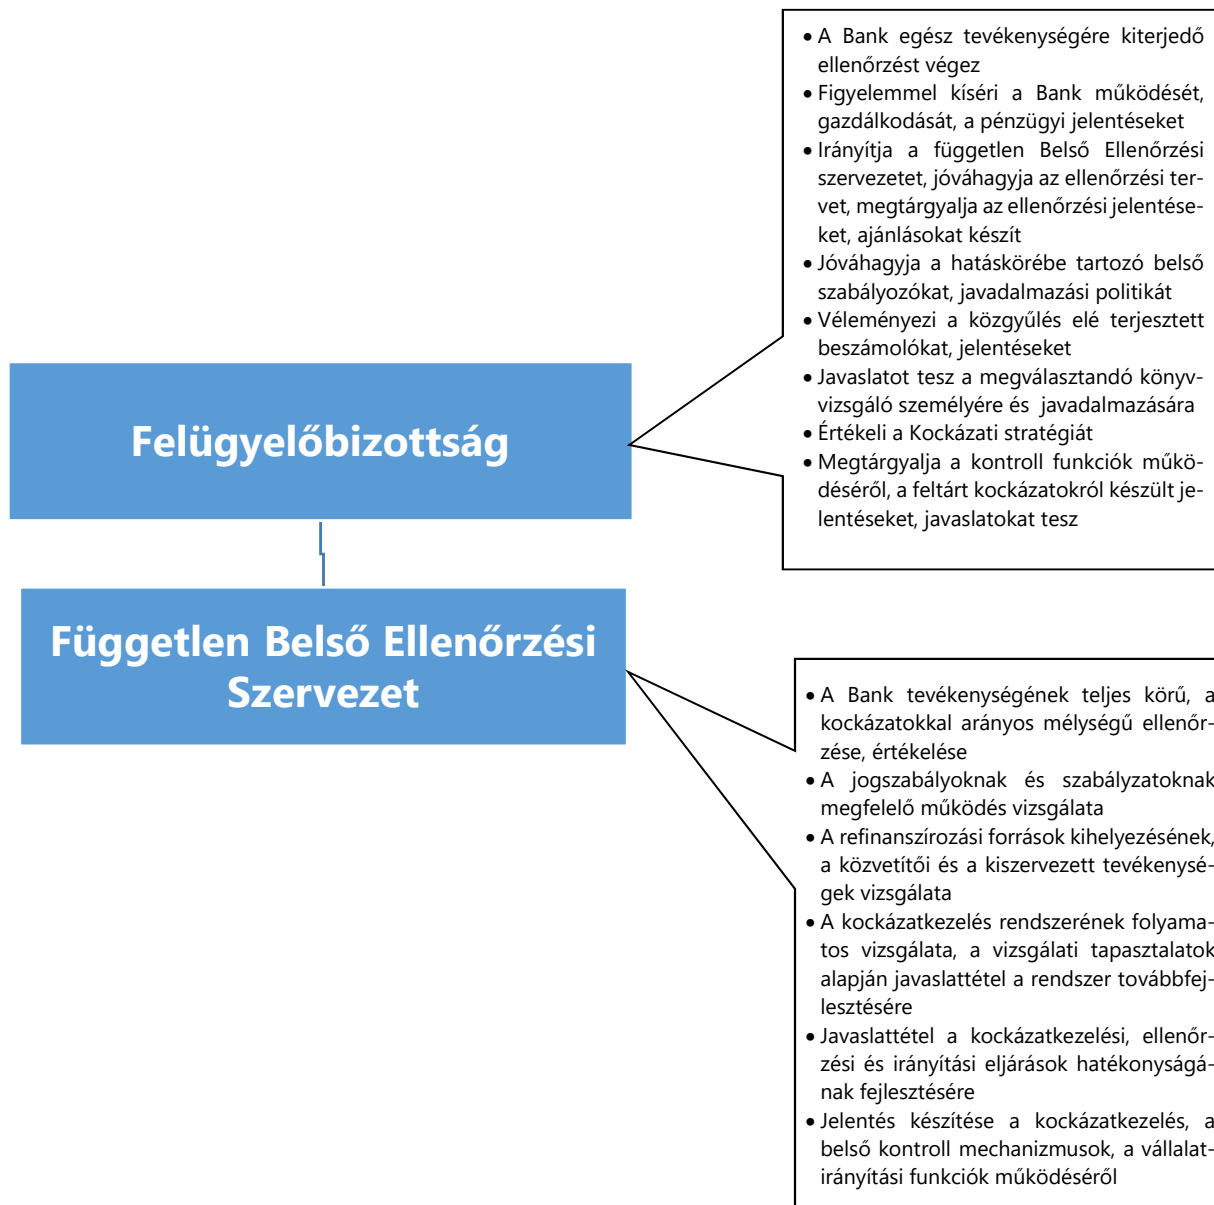 • A Bank egész tevékenységére kiterjedő
ellenőrzést végez
• Figyelemmel kíséri a Bank működését,
gazdálkodását, a pénzügyi jelentéseket
• Irányítja a független Belső Ellenőrzési
szervezetet, jóváhagyja az ellenőrzési ter-
vet, megtárgyalja az ellenőrzési jelentése-
ket, ajánlásokat készít
• Jóváhagyja a hatáskörébe tartozó belső
szabályozókat, javadalmazási politikát
• Véleményezi a közgyűlés elé terjesztett
beszámolókat, jelentéseket
• Javaslatot tesz a megválasztandó könyv-
vizsgáló személyére és javadalmazására
• Értékeli a Kockázati stratégiát
• Megtárgyalja a kontroll funkciók műkö-
déséről, a feltárt kockázatokról készült je-
lentéseket, javaslatokat tesz
Felügyelőbizottság
Független Belső Ellenőrzési
Szervezet
• A Bank tevékenységének teljes körű, a
kockázatokkal arányos mélységű ellenőr-
zése, értékelése
• A jogszabályoknak és szabályzatoknak
megfelelő működés vizsgálata
• A refinanszírozási források kihelyezésének,
a közvetítői és a kiszervezett tevékenysé-
gek vizsgálata
• A kockázatkezelés rendszerének folyama-
tos vizsgálata, a vizsgálati tapasztalatok
alapján javaslattétel a rendszer továbbfej-
lesztésére
• Javaslattétel a kockázatkezelési, ellenőr-
zési és irányítási eljárások hatékonyságá-
nak fejlesztésére
• Jelentés készítése a kockázatkezelés, a
belső kontroll mechanizmusok, a vállalat-
irányítási funkciók működéséről